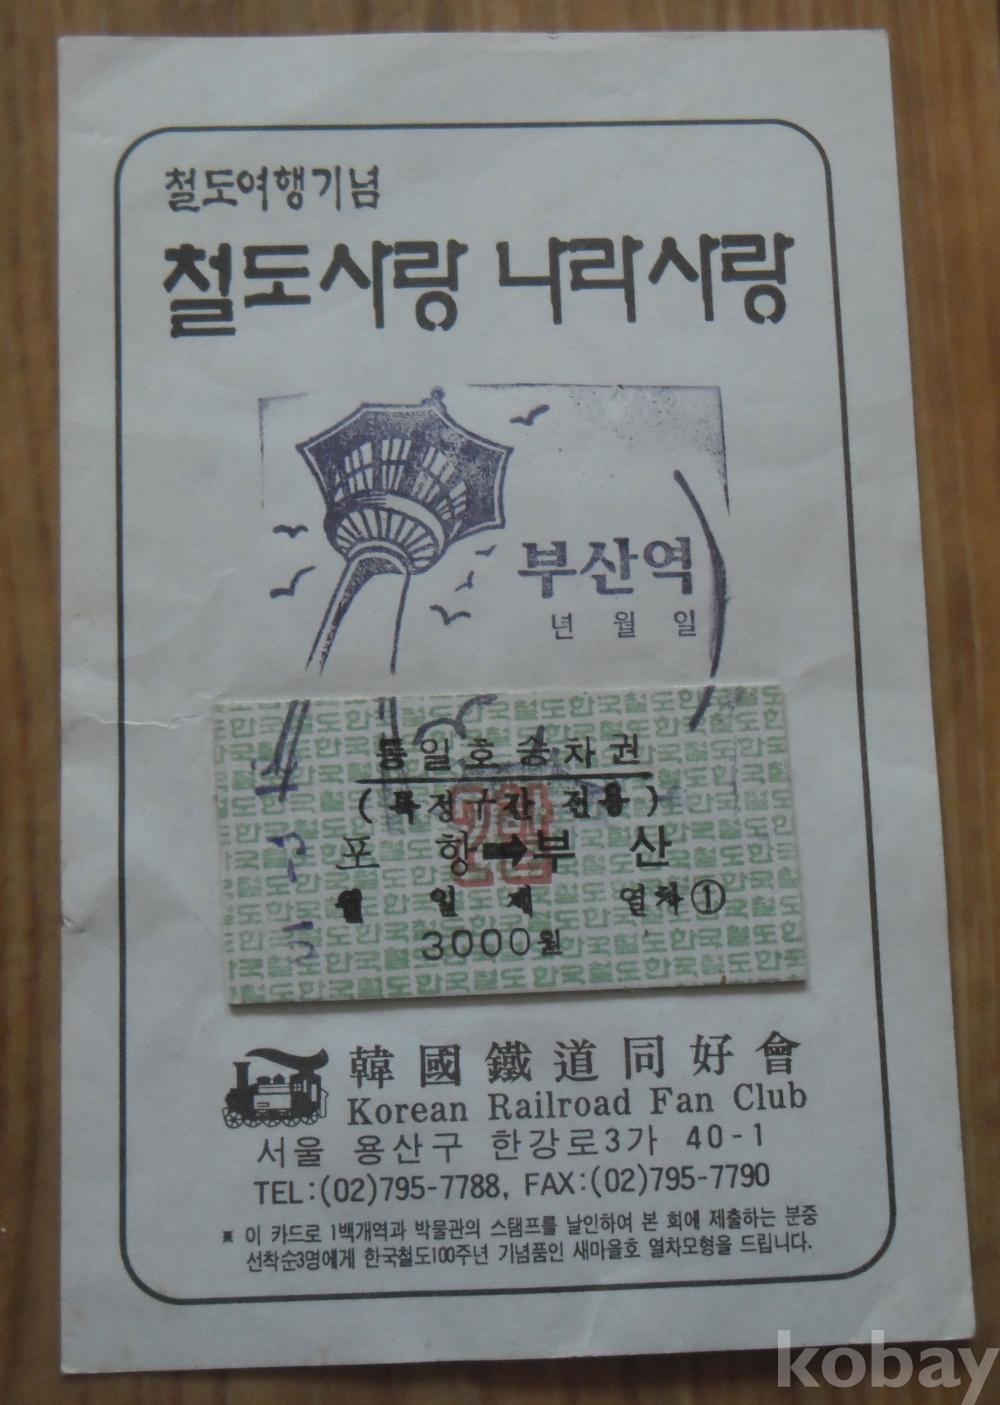 철도여행기념
철도사랑 나라사랑
부산역
년 월 일
통일호승차권
(특정구간 전용)
포 항➡부 산
월 일 제 열차①
3000원
韓國鐵道同好會
Korean Railroad Fan Club
서울 용산구 한강로3가 40-1
TEL:(02)795-7788, FAX:(02)795-7790
※ 이 카드로 1백개역과 박물관의 스탬프를 날인하여 본 회에 제출하는 분중
선착순3명에게 한국철도100주년 기념품인 새마을호 열차모형을 드립니다.
kobay